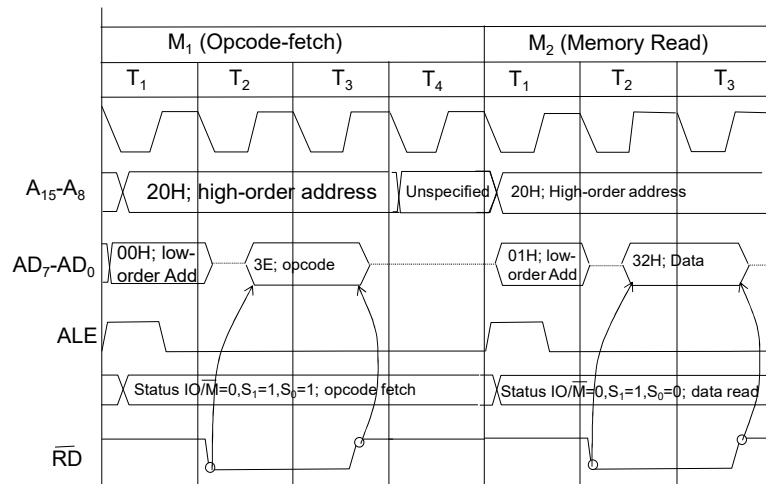 M₁ (Opcode-fetch) M₂ (Memory Read)
T₁ T₂ T₃ T₄ T₁ T₂ T₃
A₁₅-A₈ 20H; high-order address Unspecified 20H; High-order address
AD₇-AD₀ 00H; low-order Add 3E; opcode 01H; low-order Add 32H; Data
ALE
Status IO/M̅=0,S₁=1,S₀=1; opcode fetch Status IO/M̅=0,S₁=1,S₀=0; data read
R̅D̅